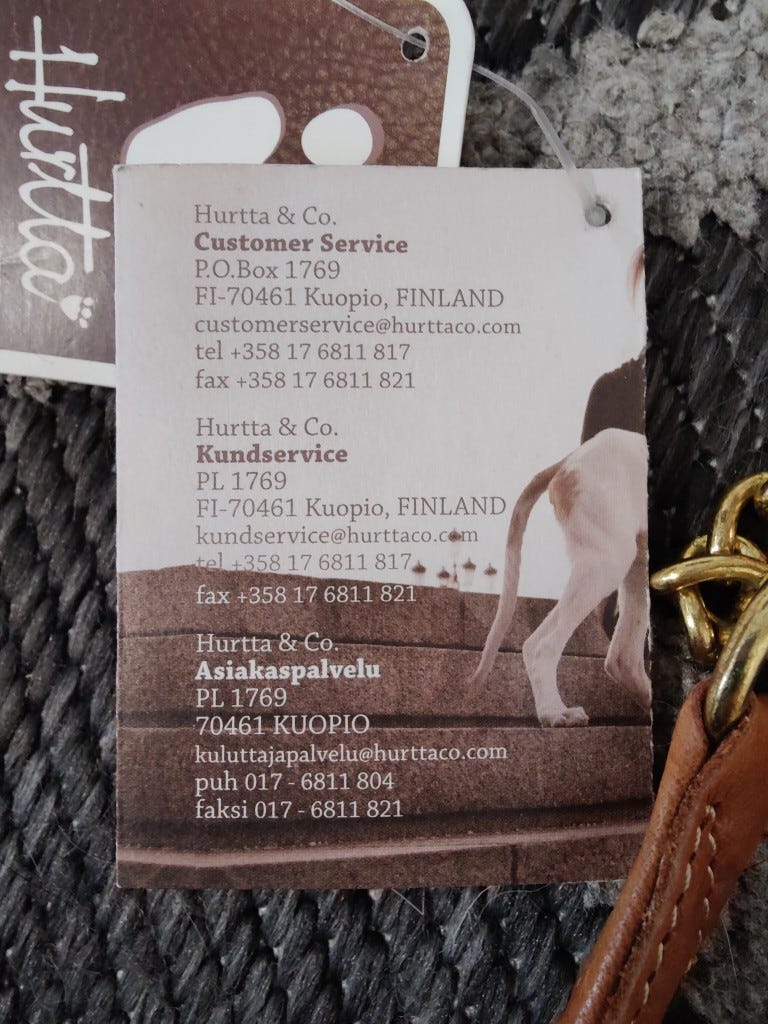 Hurtta
Hurtta & Co.
Customer Service
P.O.Box 1769
FI-70461 Kuopio, FINLAND
customerservice@hurttaco.com
tel +358 17 6811 817
fax +358 17 6811 821
Hurtta & Co.
Kundservice
PL 1769
FI-70461 Kuopio, FINLAND
kundservice@hurttaco.com
tel +358 17 6811 817
fax +358 17 6811 821
Hurtta & Co.
Asiakaspalvelu
PL 1769
70461 KUOPIO
kuluttajapalvelu@hurttaco.com
puh 017 - 6811 804
faksi 017 - 6811 821